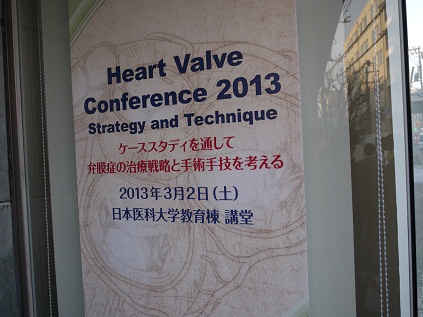 Heart Valve
Conference 2013
Strategy and Technique
ケーススタディを通して
弁膜症の治療戦略と手術手技を考える
2013年3月2日(土)
日本医科大学教育棟 講堂